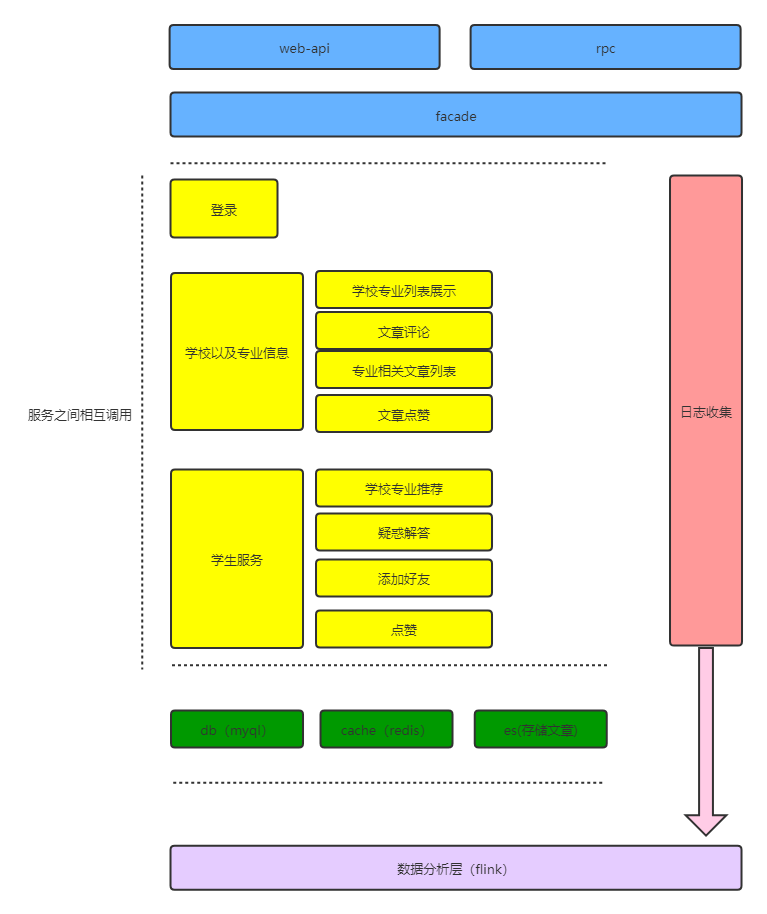 web-api
rpc
facade
登录
学校以及专业信息
学校专业列表展示
文章评论
专业相关文章列表
文章点赞
服务之间相互调用
日志收集
学生服务
学校专业推荐
疑惑解答
添加好友
点赞
db（myql）
cache（redis）
es(存储文章)
数据分析层（flink）